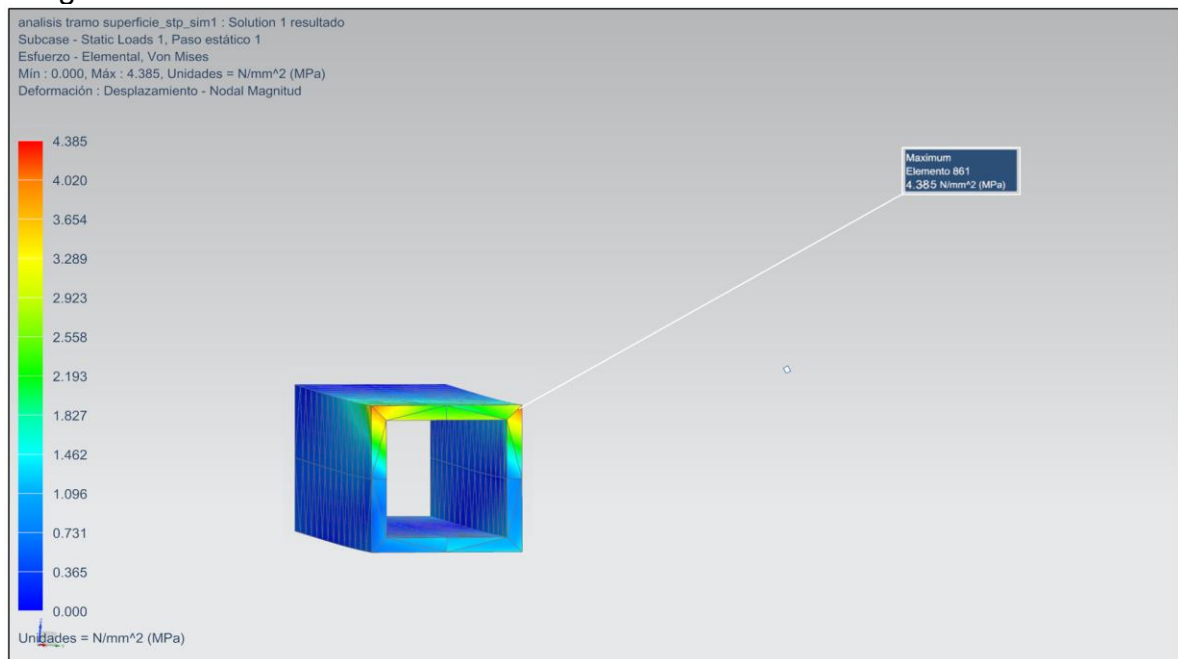 analisis tramo superficie_stp_sim1 : Solution 1 resultado
Subcase - Static Loads 1, Paso estático 1
Esfuerzo - Elemental, Von Mises
Mín : 0.000, Máx : 4.385, Unidades = N/mm^2 (MPa)
Deformación : Desplazamiento - Nodal Magnitud
Maximum
Elemento 861
4.385 N/mm^2 (MPa)
4.385
4.020
3.654
3.289
2.923
2.558
2.193
1.827
1.462
1.096
0.731
0.365
0.000
Unidades = N/mm^2 (MPa)